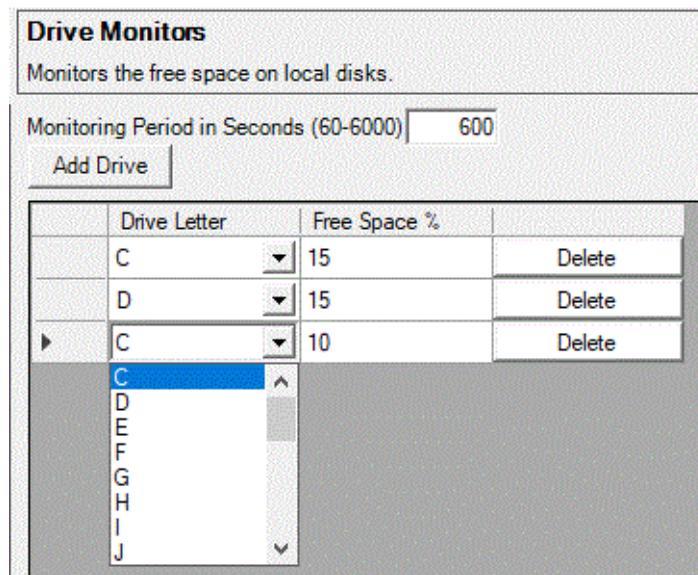 Drive Monitors
Monitors the free space on local disks.
Monitoring Period in Seconds (60-6000) 600
Add Drive
Drive Letter Free Space %
C 15 Delete
D 15 Delete
C 10 Delete
C
D
E
F
G
H
I
J